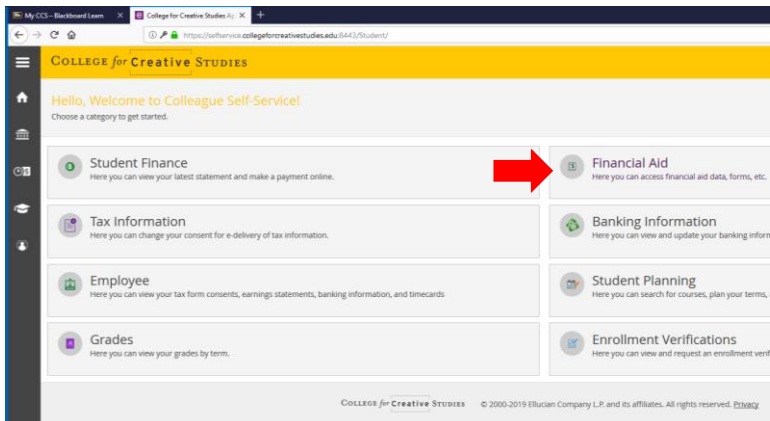 My CCS – Blackboard Learn
College for Creative Studies Ap
https://selfservice.collegeforcreativestudies.edu:8443/Student/
COLLEGE for Creative STUDIES
Hello, Welcome to Colleague Self-Service!
Choose a category to get started.
Student Finance
Here you can view your latest statement and make a payment online.
Financial Aid
Here you can access financial aid data, forms, etc.
Tax Information
Here you can change your consent for e-delivery of tax information.
Banking Information
Here you can view and update your banking inform
Employee
Here you can view your tax form consents, earnings statements, banking information, and timecards
Student Planning
Here you can search for courses, plan your terms,
Grades
Here you can view your grades by term.
Enrollment Verifications
Here you can view and request an enrollment verif
COLLEGE for Creative STUDIES © 2000-2019 Ellucian Company L.P. and its affiliates. All rights reserved. Privacy